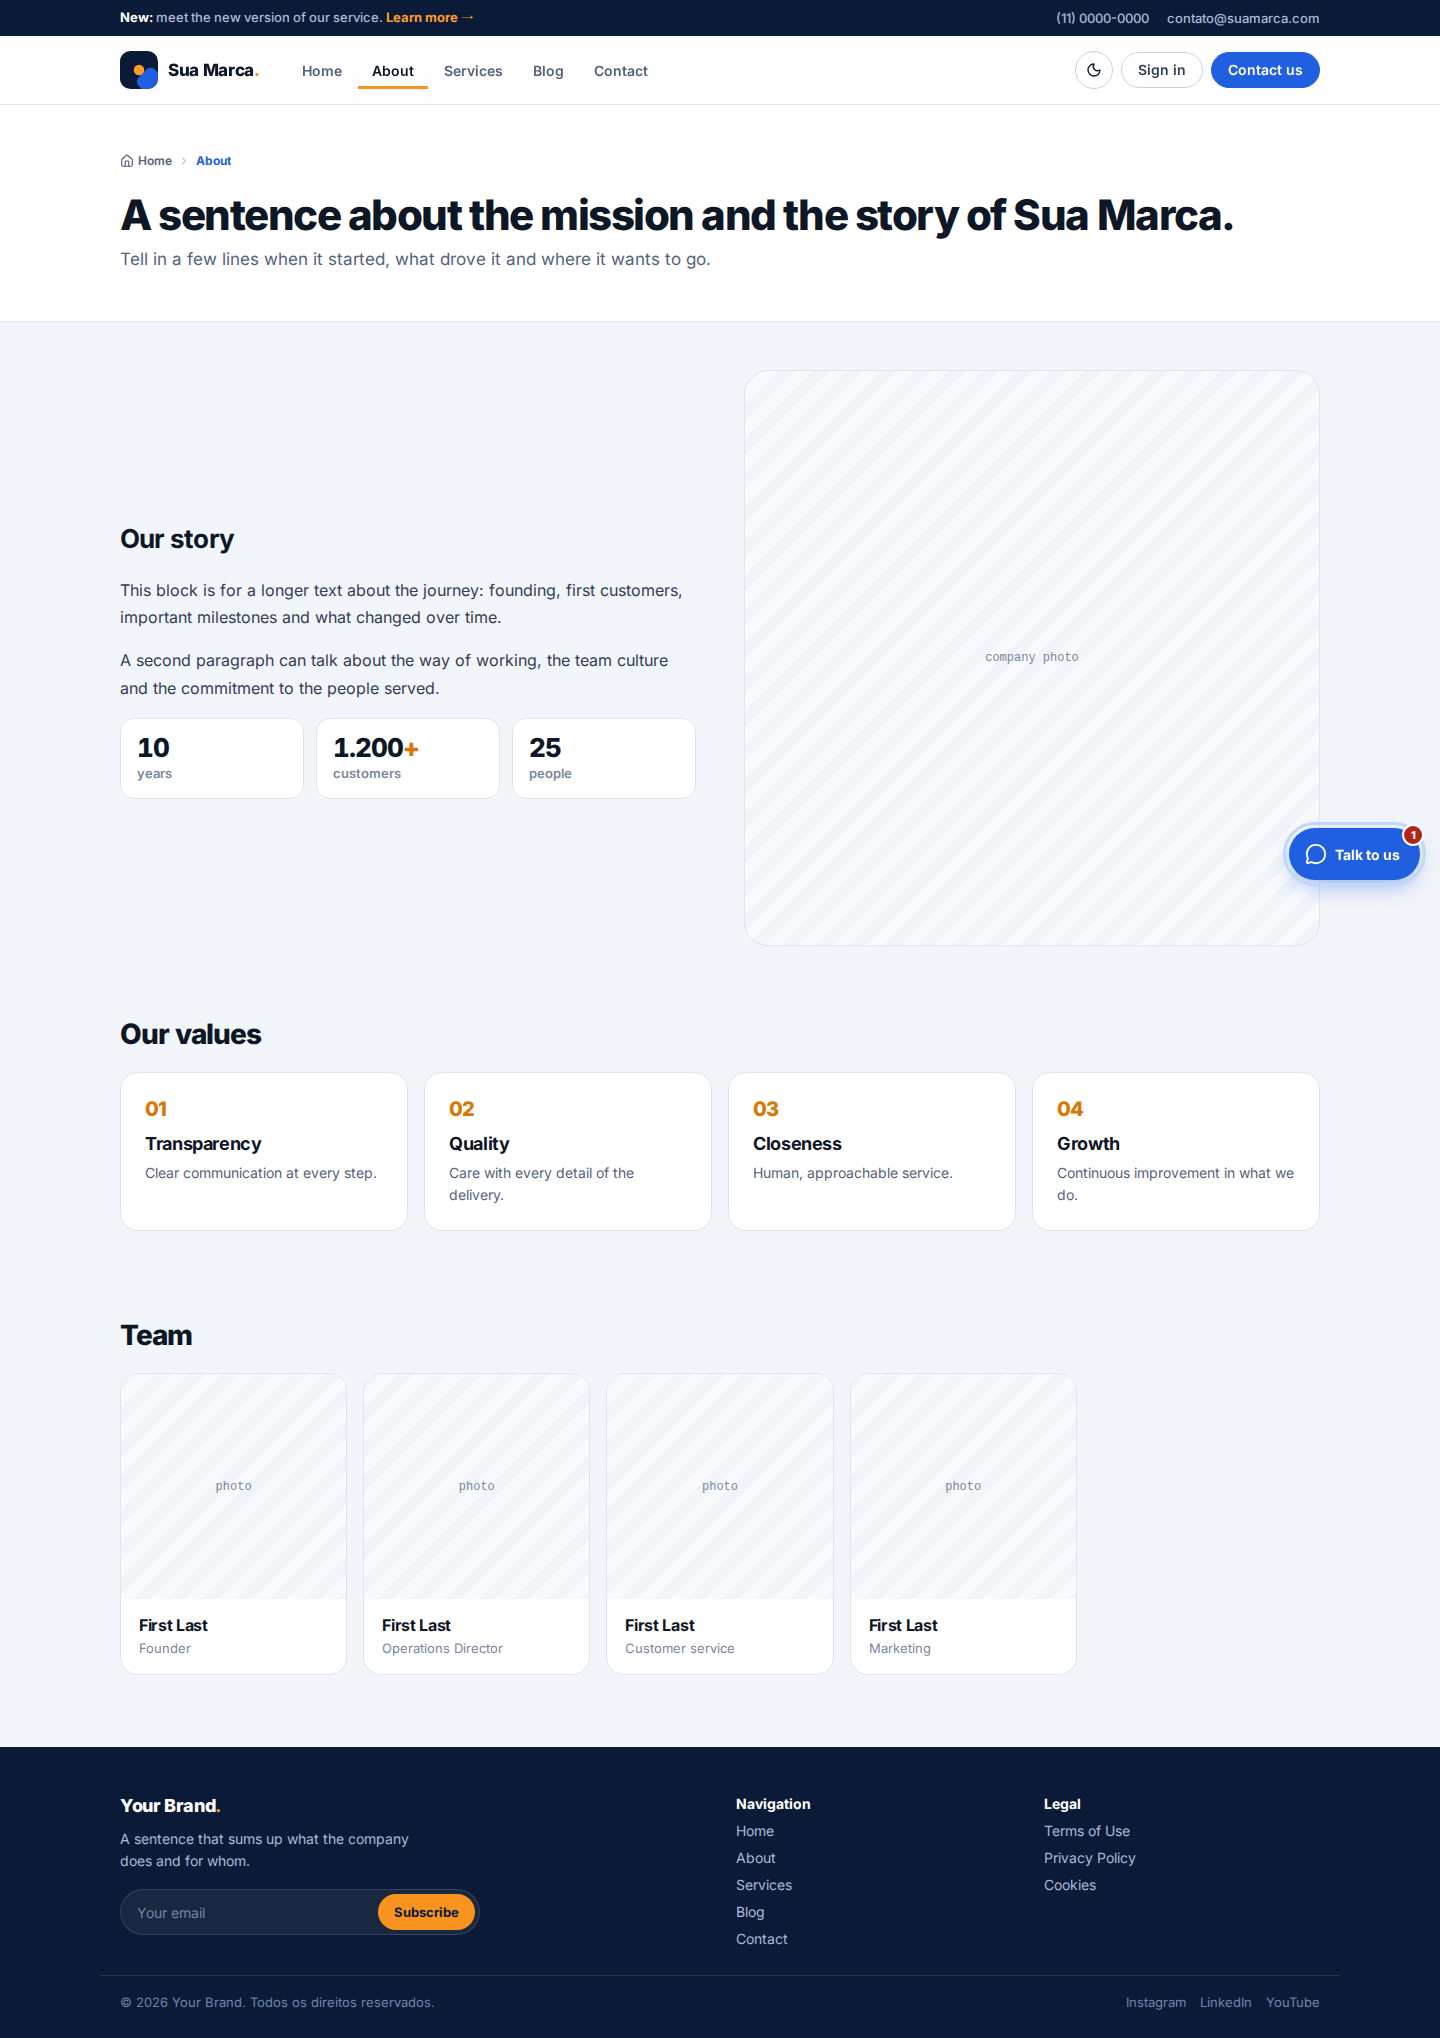 New: meet the new version of our service. Learn more →
(11) 0000-0000 contato@suamarca.com
Sua Marca.
Home About Services Blog Contact
Sign in
Contact us
Home > About
A sentence about the mission and the story of Sua Marca.
Tell in a few lines when it started, what drove it and where it wants to go.
Our story
This block is for a longer text about the journey: founding, first customers,
important milestones and what changed over time.
A second paragraph can talk about the way of working, the team culture
and the commitment to the people served.
10
years
1.200+
customers
25
people
company photo
1
Talk to us
Our values
01
Transparency
Clear communication at every step.
02
Quality
Care with every detail of the
delivery.
03
Closeness
Human, approachable service.
04
Growth
Continuous improvement in what we
do.
Team
photo
First Last
Founder
photo
First Last
Operations Director
photo
First Last
Customer service
photo
First Last
Marketing
Your Brand.
A sentence that sums up what the company
does and for whom.
Your email
Subscribe
Navigation
Home
About
Services
Blog
Contact
Legal
Terms of Use
Privacy Policy
Cookies
© 2026 Your Brand. Todos os direitos reservados.
Instagram LinkedIn YouTube